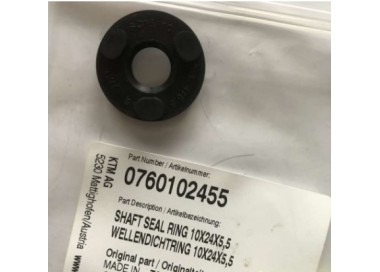 KTM AG
5230 Mattighofen/Austria
Part Number / Artikelnummer:
0760102455
Part Description / Artikelbezeichnung:
SHAFT SEAL RING 10X24X5,5
WELLENDICHTRING 10X24X5,5
Original part / Originalteil
MADE IN